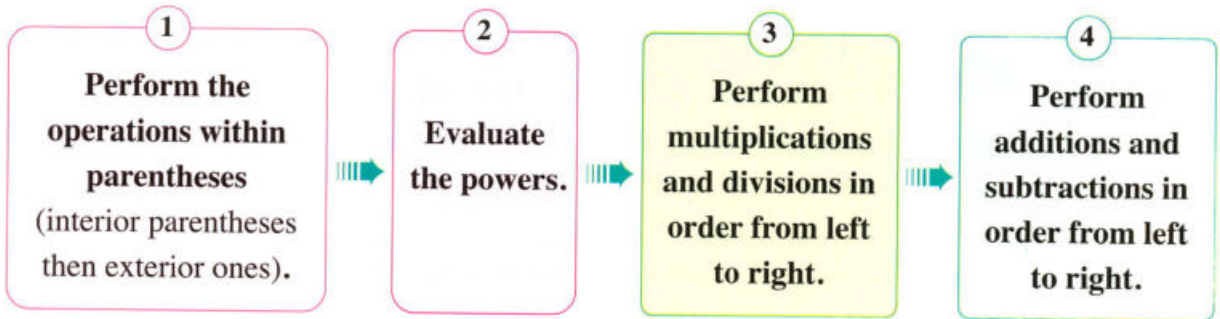 1
Perform the
operations within
parentheses
(interior parentheses
then exterior ones).
2
Evaluate
the powers.
3
Perform
multiplications
and divisions in
order from left
to right.
4
Perform
additions and
subtractions in
order from left
to right.